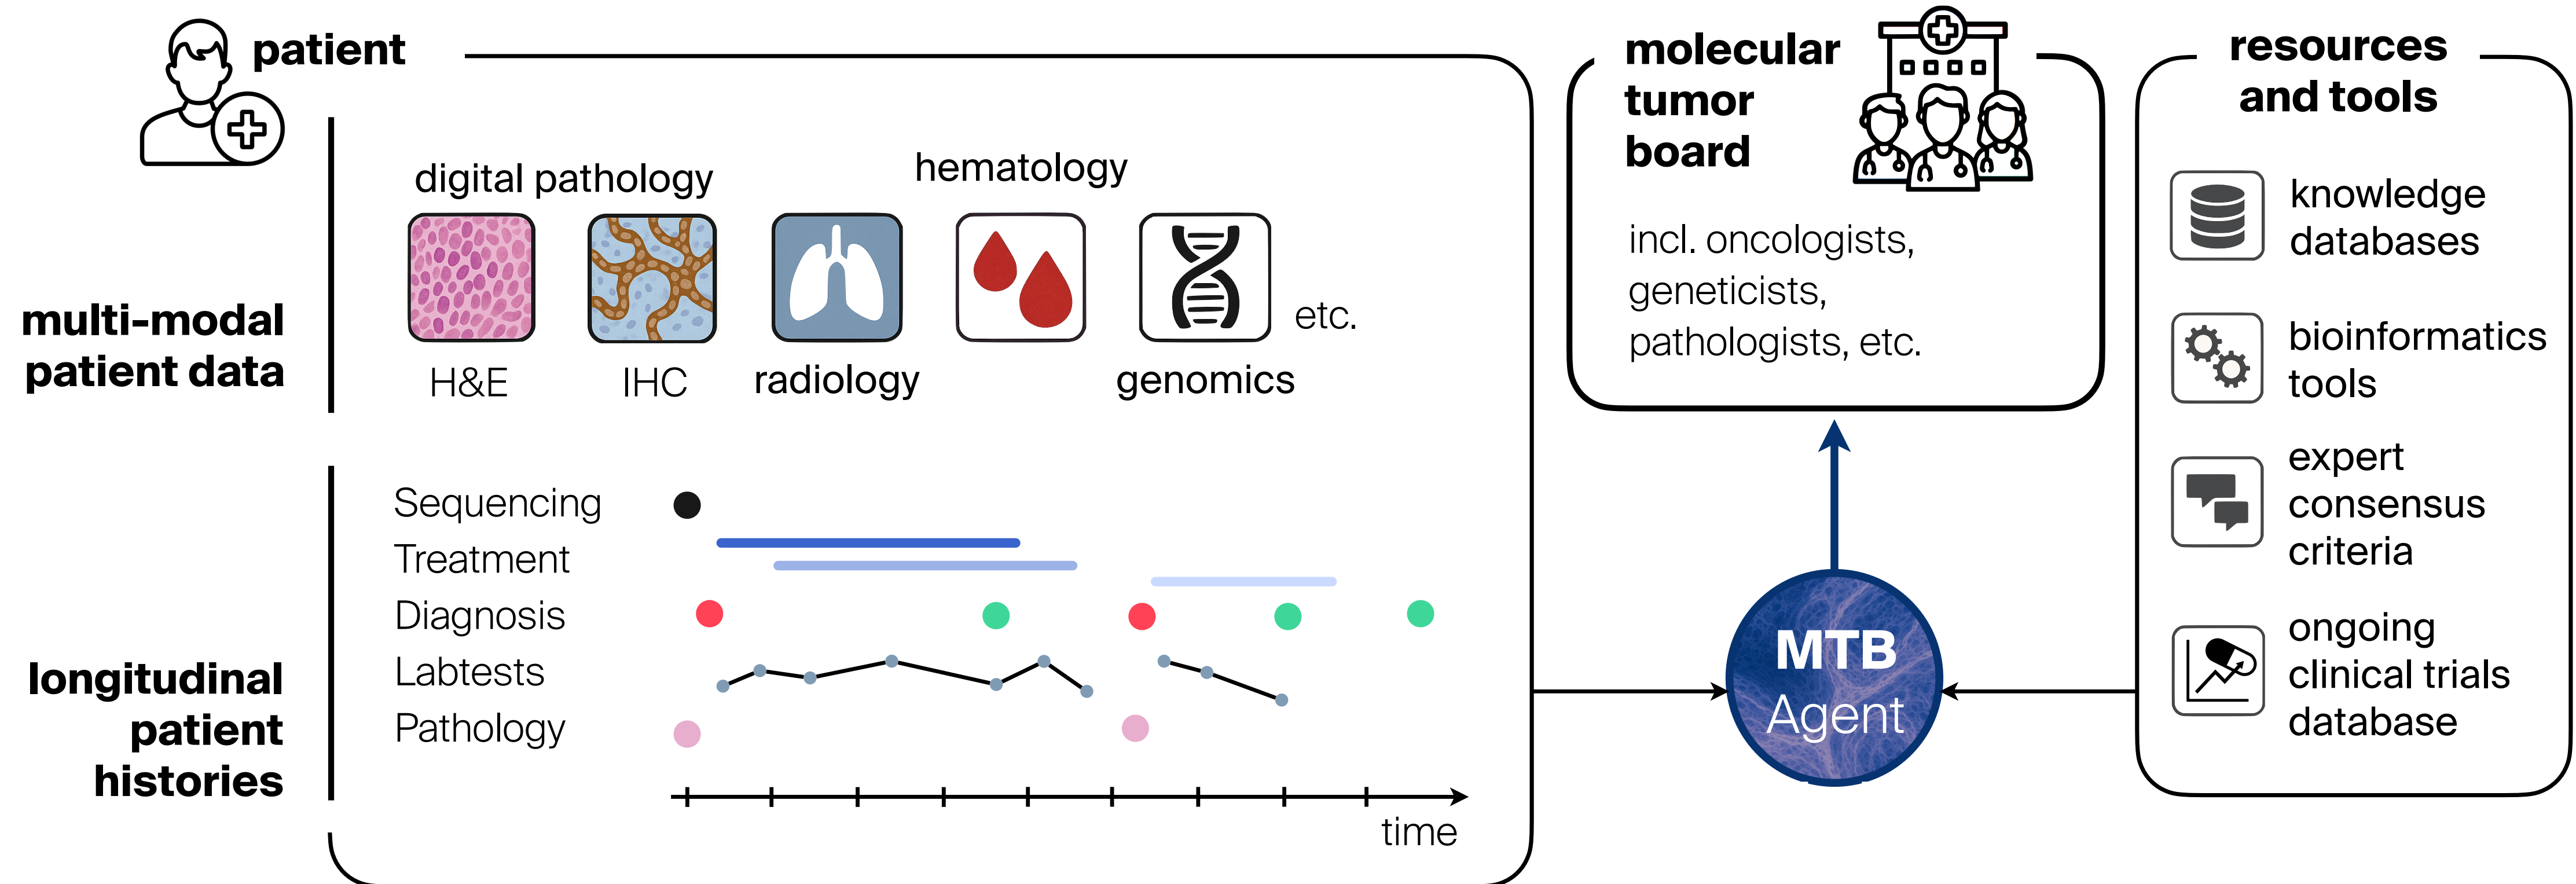 patient
multi-modal
patient data
digital pathology
hematology
H&E
IHC
radiology
genomics
etc.
longitudinal
patient
histories
Sequencing
Treatment
Diagnosis
Labtests
Pathology
time
molecular
tumor
board
incl. oncologists,
geneticists,
pathologists, etc.
MTB
Agent
resources
and tools
knowledge
databases
bioinformatics
tools
expert
consensus
criteria
ongoing
clinical trials
database